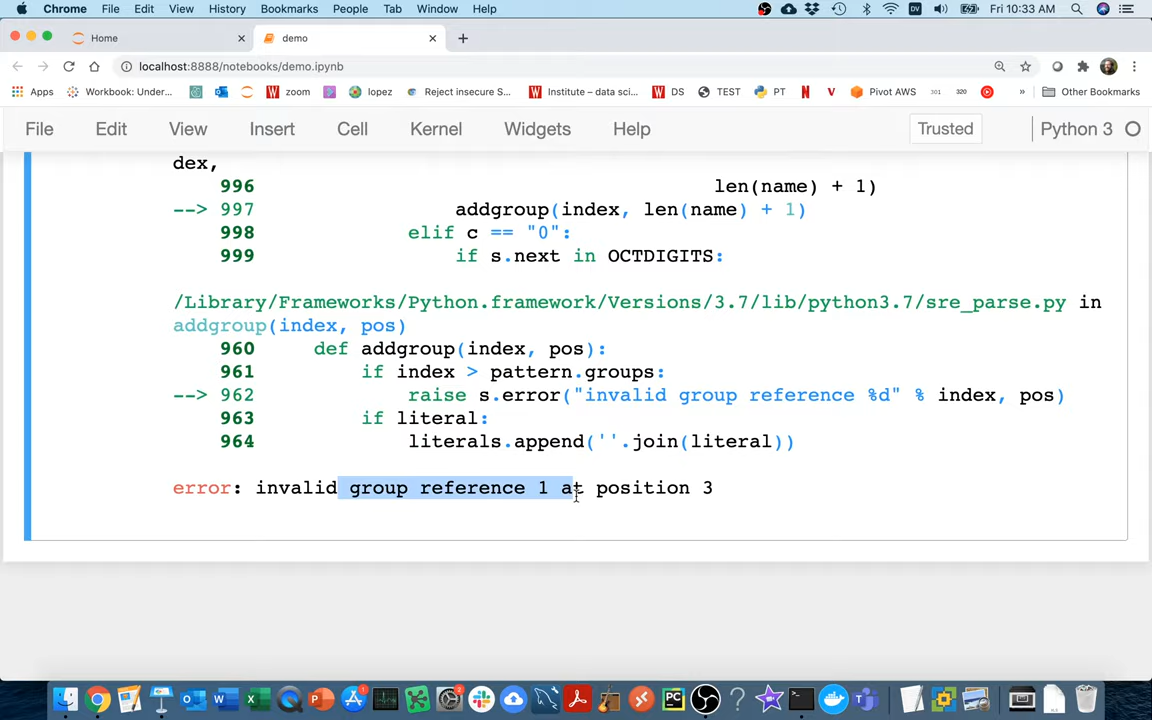 Chrome File Edit View History Bookmarks People Tab Window Help Fri 10:33 AM
Home demo
localhost:8888/notebooks/demo.ipynb
Apps Workbook: Under... zoom lopez Reject insecure S... Institute – data sci... DS TEST PT Pivot AWS 301 320 » Other Bookmarks
File Edit View Insert Cell Kernel Widgets Help Trusted Python 3
dex,
996 len(name) + 1)
--> 997 addgroup(index, len(name) + 1)
998 elif c == "0":
999 if s.next in OCTDIGITS:
/Library/Frameworks/Python.framework/Versions/3.7/lib/python3.7/sre_parse.py in
addgroup(index, pos)
960 def addgroup(index, pos):
961 if index > pattern.groups:
--> 962 raise s.error("invalid group reference %d" % index, pos)
963 if literal:
964 literals.append(''.join(literal))
error: invalid group reference 1 at position 3